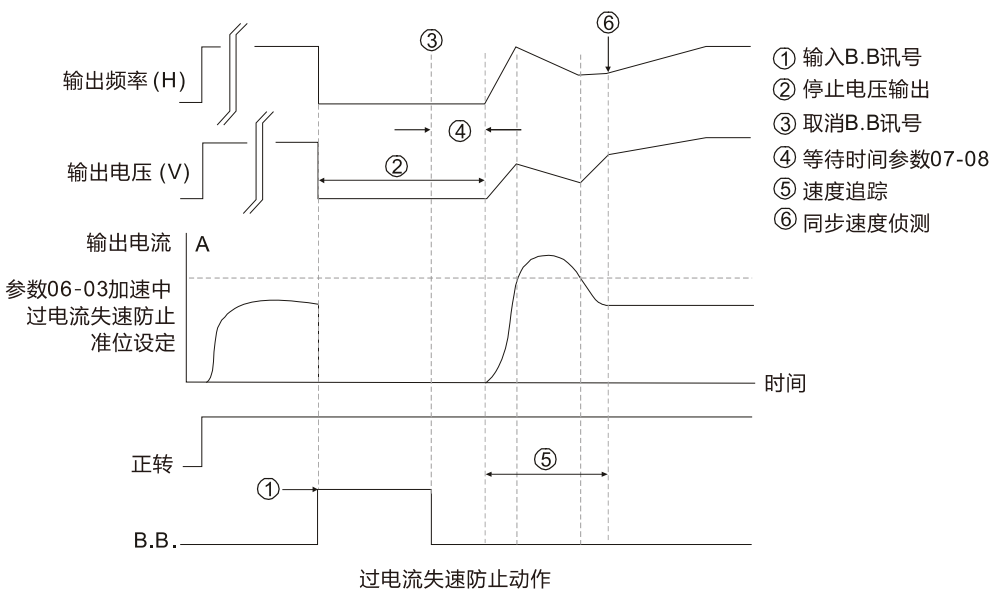 ⑥
③
输出频率 (H)
① 输入B.B讯号
② 停止电压输出
③ 取消B.B讯号
④
④ 等待时间参数07-08
输出电压 (V)
②
⑤ 速度追踪
⑥ 同步速度侦测
输出电流 A
参数06-03加速中
过电流失速防止
准位设定
时间
正转
⑤
①
B.B.
过电流失速防止动作